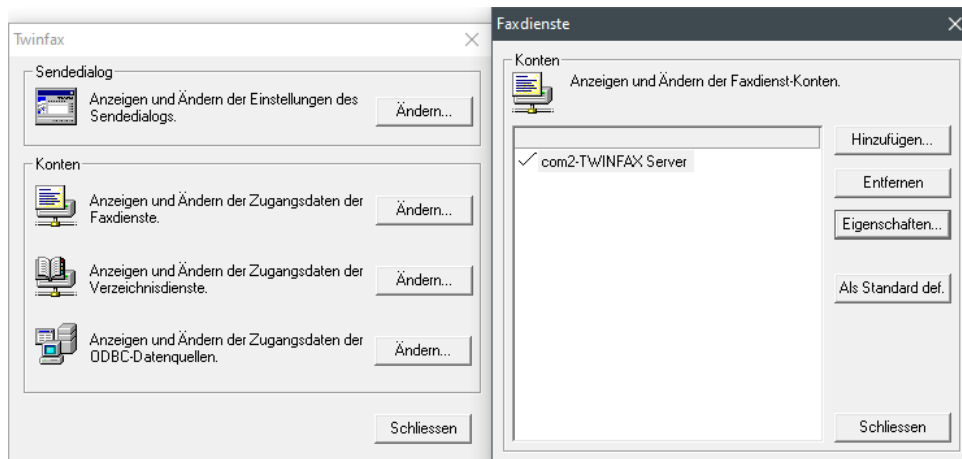 Twinfax
Sendedialog
Anzeigen und Ändern der Einstellungen des
Sendedialogs.
Ändern...
Konten
Anzeigen und Ändern der Zugangsdaten der
Faxdienste.
Ändern...
Anzeigen und Ändern der Zugangsdaten der
Verzeichnisdienste.
Ändern...
Anzeigen und Ändern der Zugangsdaten der
ODBC-Datenquellen.
Ändern...
Schliessen
Faxdienste
Konten
Anzeigen und Ändern der Faxdienst-Konten.
com2-TWINFAX Server
Hinzufügen...
Entfernen
Eigenschaften...
Als Standard def.
Schliessen